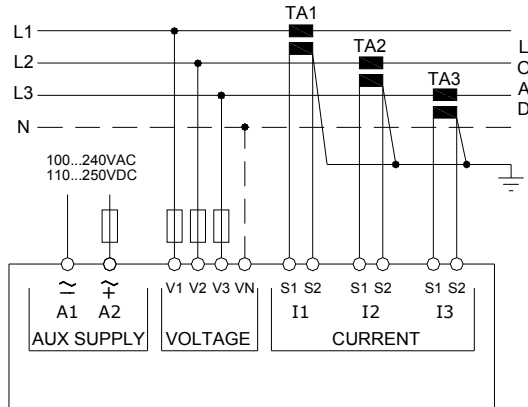 TA1
L1
TA2
L2
TA3
L3
N
LOAD
100...240VAC
110...250VDC
V1 V2 V3 VN S1 S2 S1 S2 S1 S2
A1 A2 I1 I2 I3
AUX SUPPLY VOLTAGE CURRENT